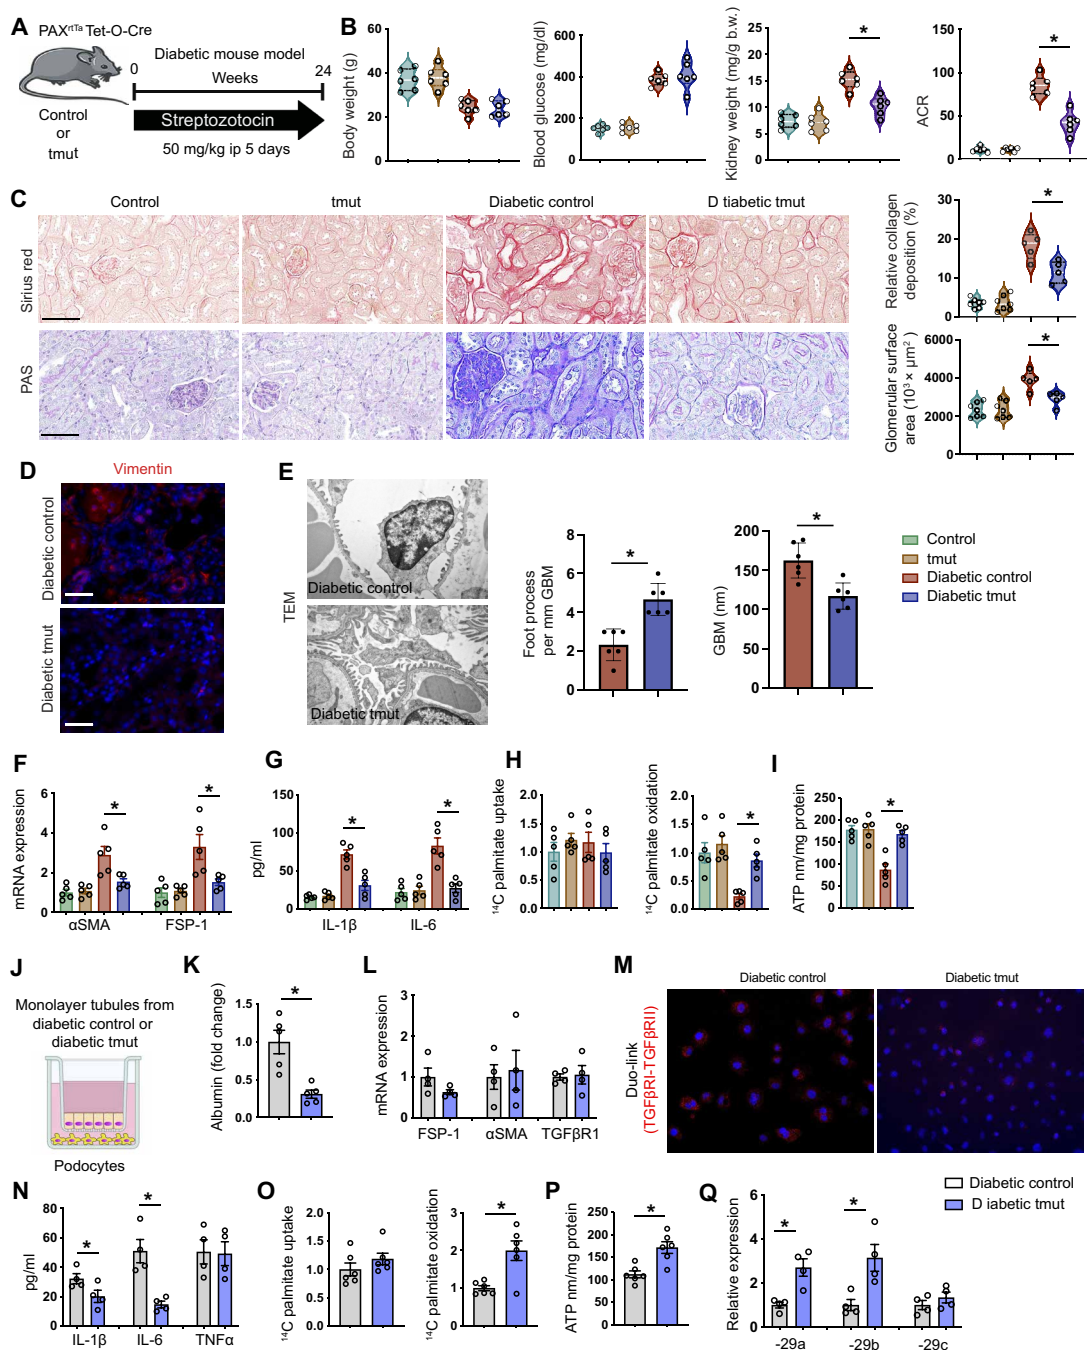 A
PAXrtTa Tet-O-Cre
0
Diabetic mouse model
24
Weeks
Streptozotocin
50 mg/kg ip 5 days
Control
or
tmut
B
Body weight (g)
60
40
20
0
Blood glucose (mg/dl)
600
400
200
0
Kidney weight (mg/g b.w.)
25
20
15
10
5
0
*
ACR
150
100
50
0
*
C
Control
tmut
Diabetic control
D tiabetic tmut
Sirius red
PAS
Relative collagen
deposition (%)
30
20
10
0
*
Glomerular surface
area (10³ × µm²)
6000
4000
2000
0
*
D
Vimentin
Diabetic control
Diabetic tmut
E
TEM
Diabetic control
Diabetic tmut
Foot process
per mm GBM
8
6
4
2
0
*
GBM (nm)
200
150
100
50
0
*
Control
tmut
Diabetic control
Diabetic tmut
F
mRNA expression
6
4
2
0
*
*
αSMA
FSP-1
G
pg/ml
100
75
50
0
*
*
IL-1β
IL-6
H
¹⁴C palmitate uptake
2.0
1.5
1.0
0.5
0.0
¹⁴C palmitate oxidation
2.0
1.5
1.0
0.5
0.0
*
I
ATP nm/mg protein
250
200
150
100
50
0
*
J
Monolayer tubules from
diabetic control or
diabetic tmut
Podocytes
K
Albumin (fold change)
1.5
1.0
0.5
0.0
*
L
mRNA expression
3
2
1
0
FSP-1
αSMA
TGFβR1
M
Diabetic control
Diabetic tmut
Duo-link
(TGFβRI-TGFβRII)
N
pg/ml
80
60
40
20
0
*
*
IL-1β
IL-6
TNFα
O
¹⁴C palmitate uptake
2.0
1.5
1.0
0.5
0.0
¹⁴C palmitate oxidation
3
2
1
0
*
P
ATP nm/mg protein
250
200
150
100
50
0
*
Q
Relative expression
6
4
2
0
*
*
-29a
-29b
-29c
Diabetic control
D iabetic tmut